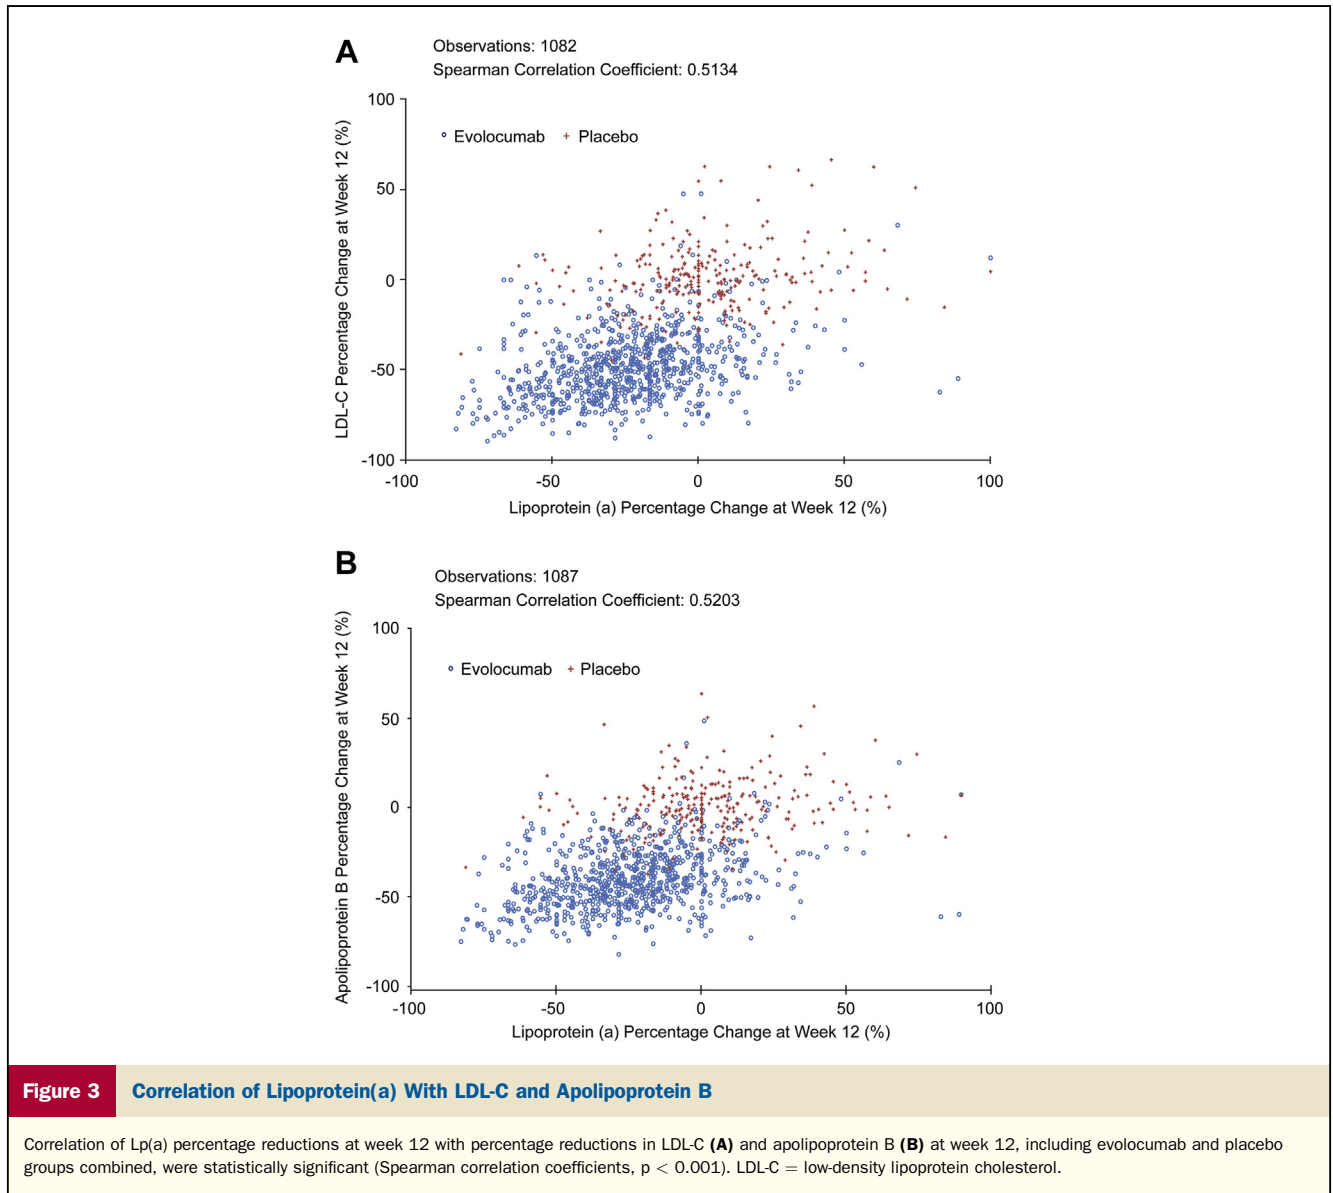 A
Observations: 1082
Spearman Correlation Coefficient: 0.5134
LDL-C Percentage Change at Week 12 (%)
100
50
0
-50
-100
Evolocumab
Placebo
-100
-50
0
50
100
Lipoprotein (a) Percentage Change at Week 12 (%)
B
Observations: 1087
Spearman Correlation Coefficient: 0.5203
Apolipoprotein B Percentage Change at Week 12 (%)
100
50
0
-50
-100
Evolocumab
Placebo
-100
-50
0
50
100
Lipoprotein (a) Percentage Change at Week 12 (%)
Figure 3 Correlation of Lipoprotein(a) With LDL-C and Apolipoprotein B
Correlation of Lp(a) percentage reductions at week 12 with percentage reductions in LDL-C (A) and apolipoprotein B (B) at week 12, including evolocumab and placebo
groups combined, were statistically significant (Spearman correlation coefficients, p < 0.001). LDL-C = low-density lipoprotein cholesterol.